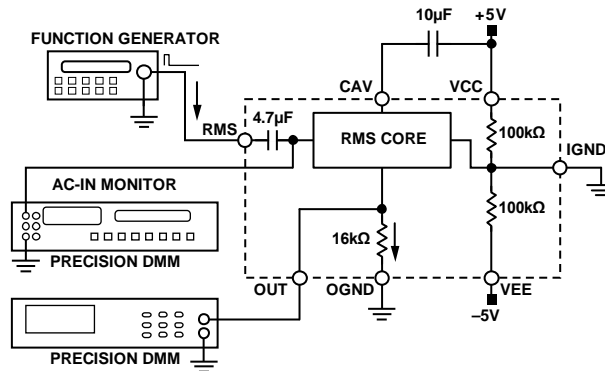 10µF
+5V
FUNCTION GENERATOR
CAV
VCC
4.7µF
RMS
RMS CORE
100kΩ
IGND
AC-IN MONITOR
100kΩ
16kΩ
PRECISION DMM
OUT
OGND
VEE
–5V
PRECISION DMM